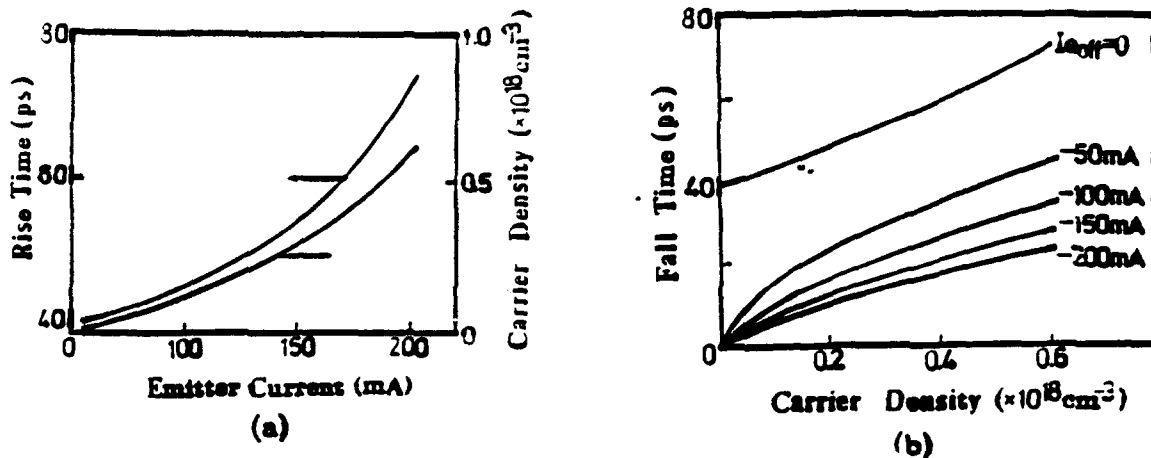 80
60
40
Rise Time (ps)
0
100
150
200
Emitter Current (mA)
1.0
0.5
0
Carrier Density (×10¹⁸cm⁻³)
(a)
80
40
0
Fall Time (ps)
0.2
0.4
0.6
Carrier Density (×10¹⁸cm⁻³)
Ie_off=0
-50mA
-100mA
-150mA
-200mA
(b)